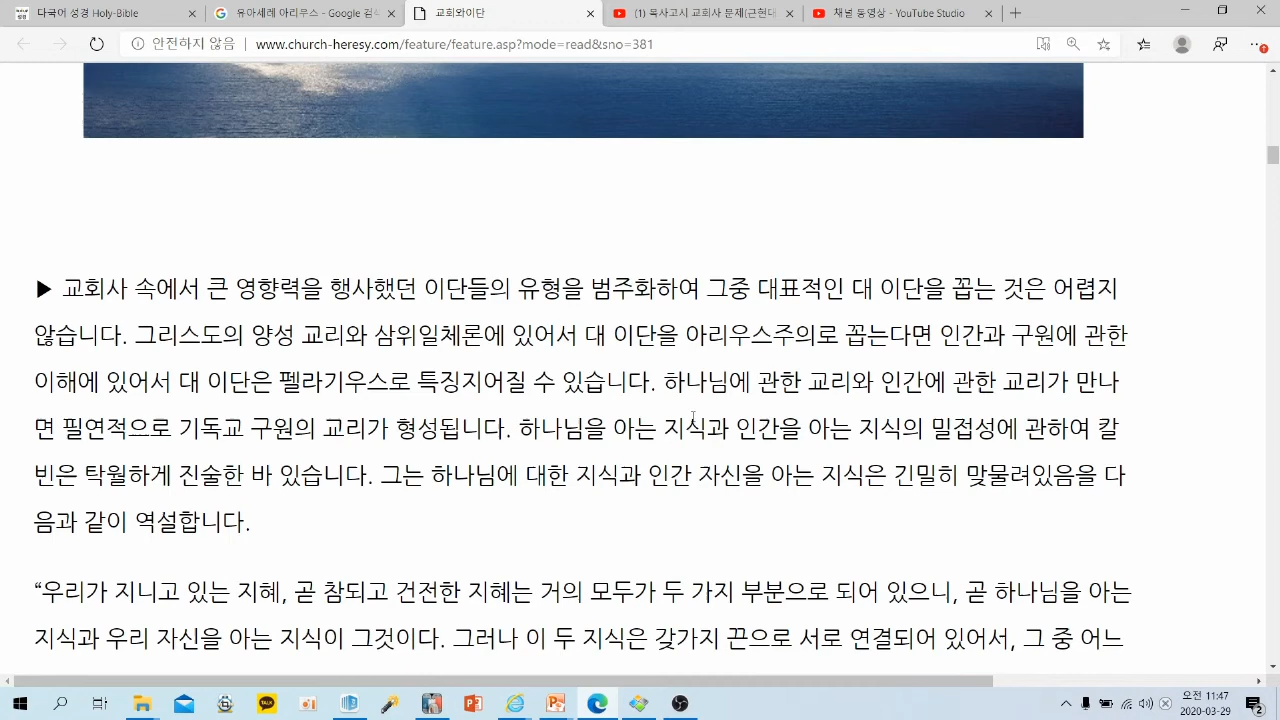 다국어 성경 Holy-Bible
유아세례 아리우스 - Google 검색
교회와이단
(1) 목사고시 교회사 문제(근현대
채널 동영상 - YouTube Studio
안전하지 않음
www.church-heresy.com/feature/feature.asp?mode=read&sno=381
▶ 교회사 속에서 큰 영향력을 행사했던 이단들의 유형을 범주화하여 그중 대표적인 대 이단을 꼽는 것은 어렵지
않습니다. 그리스도의 양성 교리와 삼위일체론에 있어서 대 이단을 아리우스주의로 꼽는다면 인간과 구원에 관한
이해에 있어서 대 이단은 펠라기우스로 특징지어질 수 있습니다. 하나님에 관한 교리와 인간에 관한 교리가 만나
면 필연적으로 기독교 구원의 교리가 형성됩니다. 하나님을 아는 지식과 인간을 아는 지식의 밀접성에 관하여 칼
빈은 탁월하게 진술한 바 있습니다. 그는 하나님에 대한 지식과 인간 자신을 아는 지식은 긴밀히 맞물려있음을 다
음과 같이 역설합니다.
“우리가 지니고 있는 지혜, 곧 참되고 건전한 지혜는 거의 모두가 두 가지 부분으로 되어 있으니, 곧 하나님을 아는
지식과 우리 자신을 아는 지식이 그것이다. 그러나 이 두 지식은 갖가지 끈으로 서로 연결되어 있어서, 그 중 어느
오전 11:47
2020-03-29